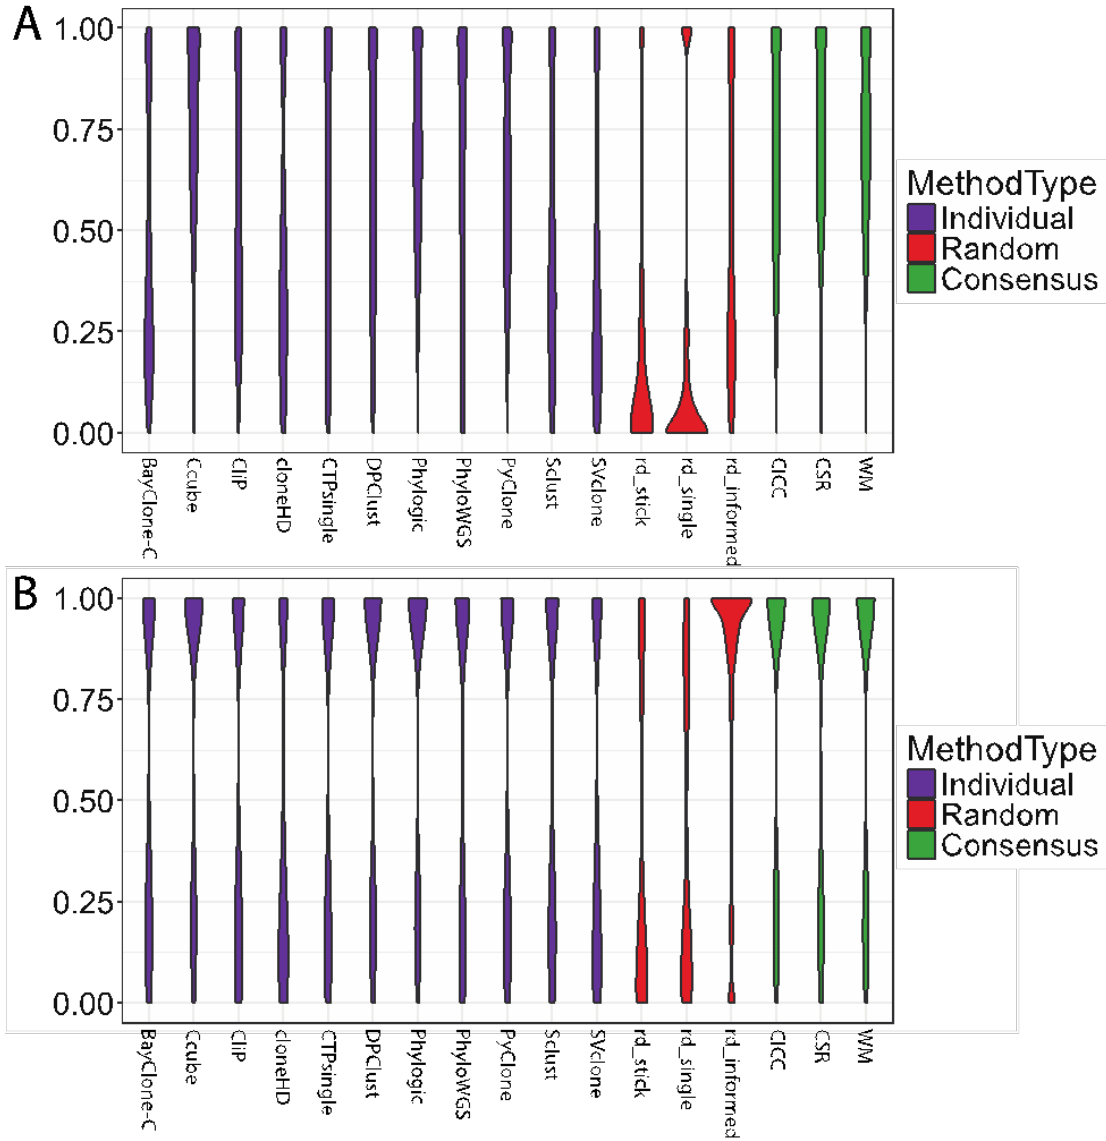 A
1.00
0.75
0.50
0.25
0.00
BayClone-C
Ccube
CliP
cloneHD
CTPsingle
DPClust
Phylogic
PhyloWGS
PyClone
Sclust
SVclone
rd_stick
rd_single
rd_informed
CICC
CSR
WM
MethodType
Individual
Random
Consensus
B
1.00
0.75
0.50
0.25
0.00
BayClone-C
Ccube
CliP
cloneHD
CTPsingle
DPClust
Phylogic
PhyloWGS
PyClone
Sclust
SVclone
rd_stick
rd_single
rd_informed
CICC
CSR
WM
MethodType
Individual
Random
Consensus